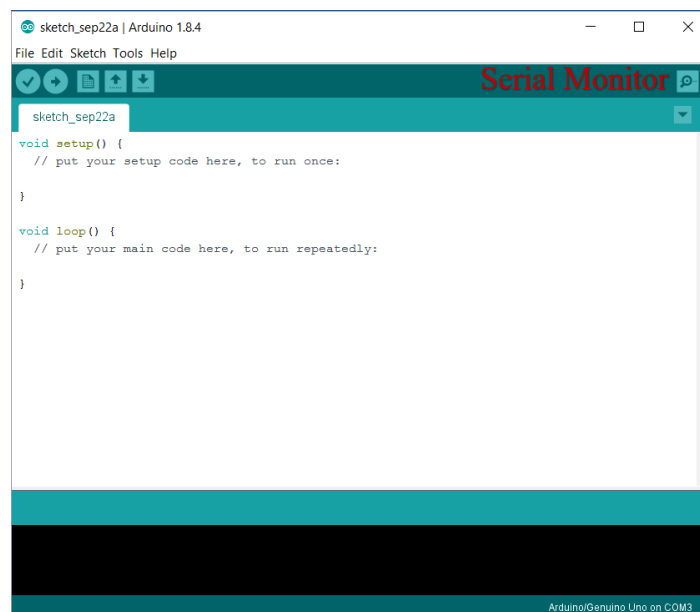 sketch_sep22a | Arduino 1.8.4
File Edit Sketch Tools Help
Serial Monitor
sketch_sep22a
void setup() {
  // put your setup code here, to run once:
}
void loop() {
  // put your main code here, to run repeatedly:
}
Arduino/Genuino Uno on COM3